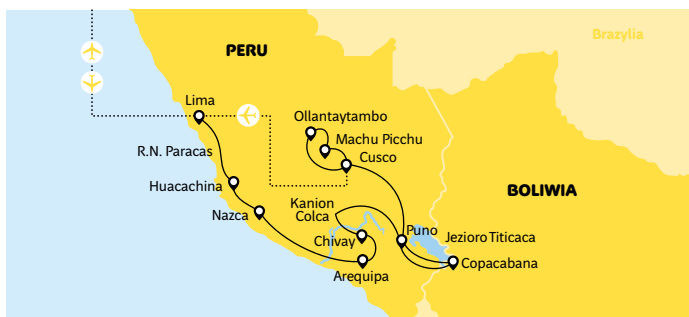 Brazylia
PERU
Lima
Ollantaytambo
Machu Picchu
R.N. Paracas
Cusco
Huacachina
BOLIWIA
Kanion
Colca
Nazca
Puno
Jezioro Titicaca
Chivay
Copacabana
Arequipa